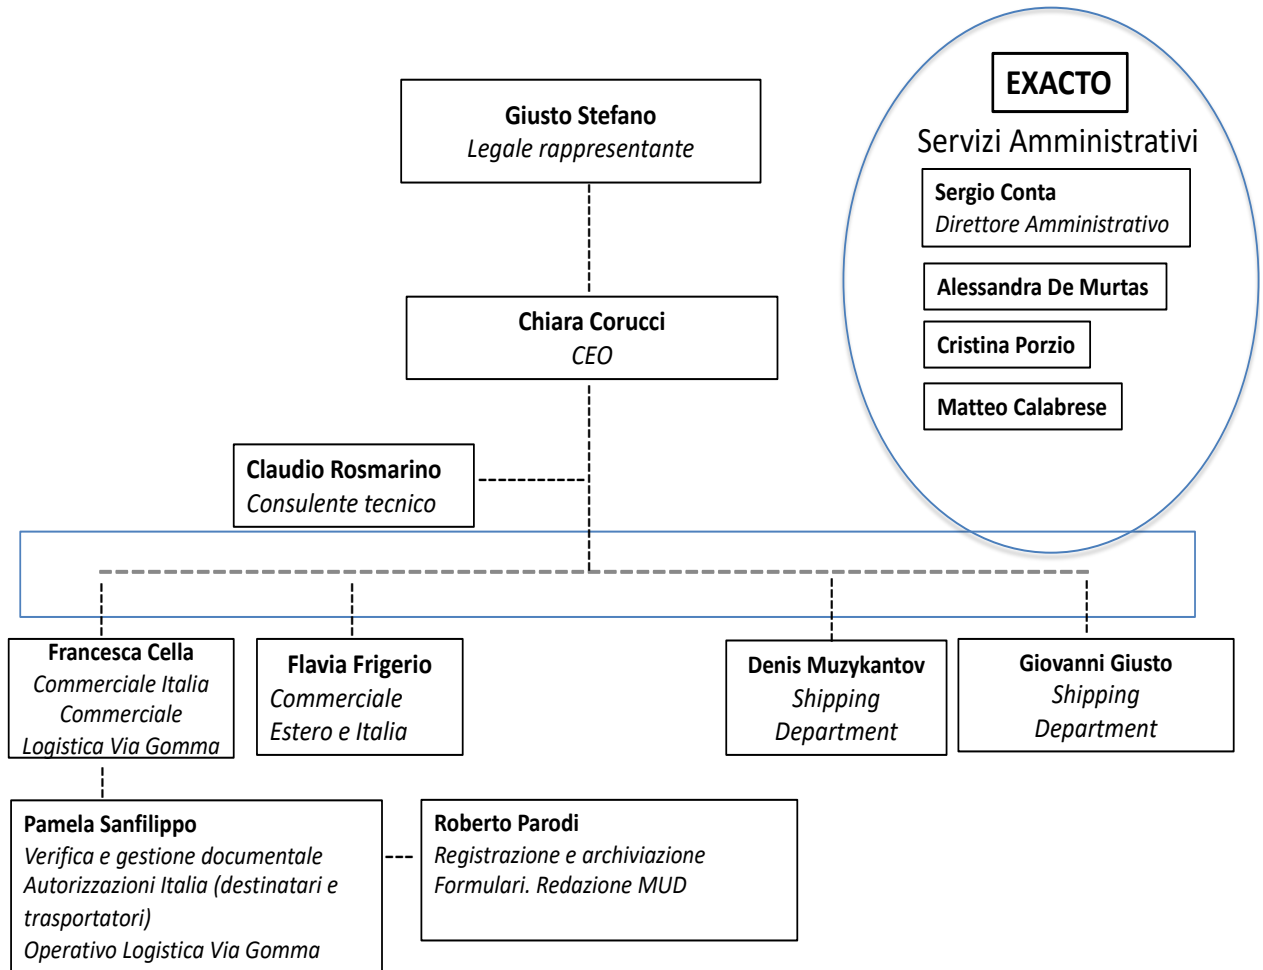 Giusto Stefano
Legale rappresentante
EXACTO
Servizi Amministrativi
Sergio Conta
Direttore Amministrativo
Alessandra De Murtas
Cristina Porzio
Matteo Calabrese
Chiara Corucci
CEO
Claudio Rosmarino
Consulente tecnico
Francesca Cella
Commerciale Italia
Commerciale
Logistica Via Gomma
Flavia Frigerio
Commerciale
Estero e Italia
Denis Muzykantov
Shipping
Department
Giovanni Giusto
Shipping
Department
Pamela Sanfilippo
Verifica e gestione documentale
Autorizzazioni Italia (destinatari e
trasportatori)
Operativo Logistica Via Gomma
Roberto Parodi
Registrazione e archiviazione
Formulari. Redazione MUD